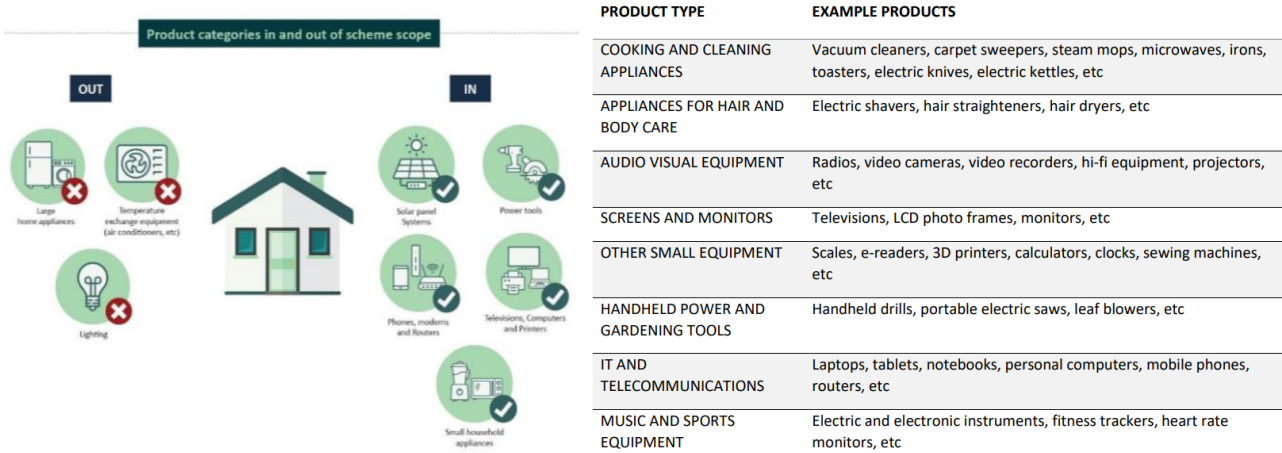 Product categories in and out of scheme scope
OUT
IN
Large
home appliances
Temperature
exchange equipment
(air conditioners, etc)
Lighting
Solar panel
Systems
Power tools
Phones, modems
and Routers
Televisions, Computers
and Printers
Small household
appliances
PRODUCT TYPE
EXAMPLE PRODUCTS
COOKING AND CLEANING
APPLIANCES
Vacuum cleaners, carpet sweepers, steam mops, microwaves, irons,
toasters, electric knives, electric kettles, etc
APPLIANCES FOR HAIR AND
BODY CARE
Electric shavers, hair straighteners, hair dryers, etc
AUDIO VISUAL EQUIPMENT
Radios, video cameras, video recorders, hi-fi equipment, projectors,
etc
SCREENS AND MONITORS
Televisions, LCD photo frames, monitors, etc
OTHER SMALL EQUIPMENT
Scales, e-readers, 3D printers, calculators, clocks, sewing machines,
etc
HANDHELD POWER AND
GARDENING TOOLS
Handheld drills, portable electric saws, leaf blowers, etc
IT AND
TELECOMMUNICATIONS
Laptops, tablets, notebooks, personal computers, mobile phones,
routers, etc
MUSIC AND SPORTS
EQUIPMENT
Electric and electronic instruments, fitness trackers, heart rate
monitors, etc